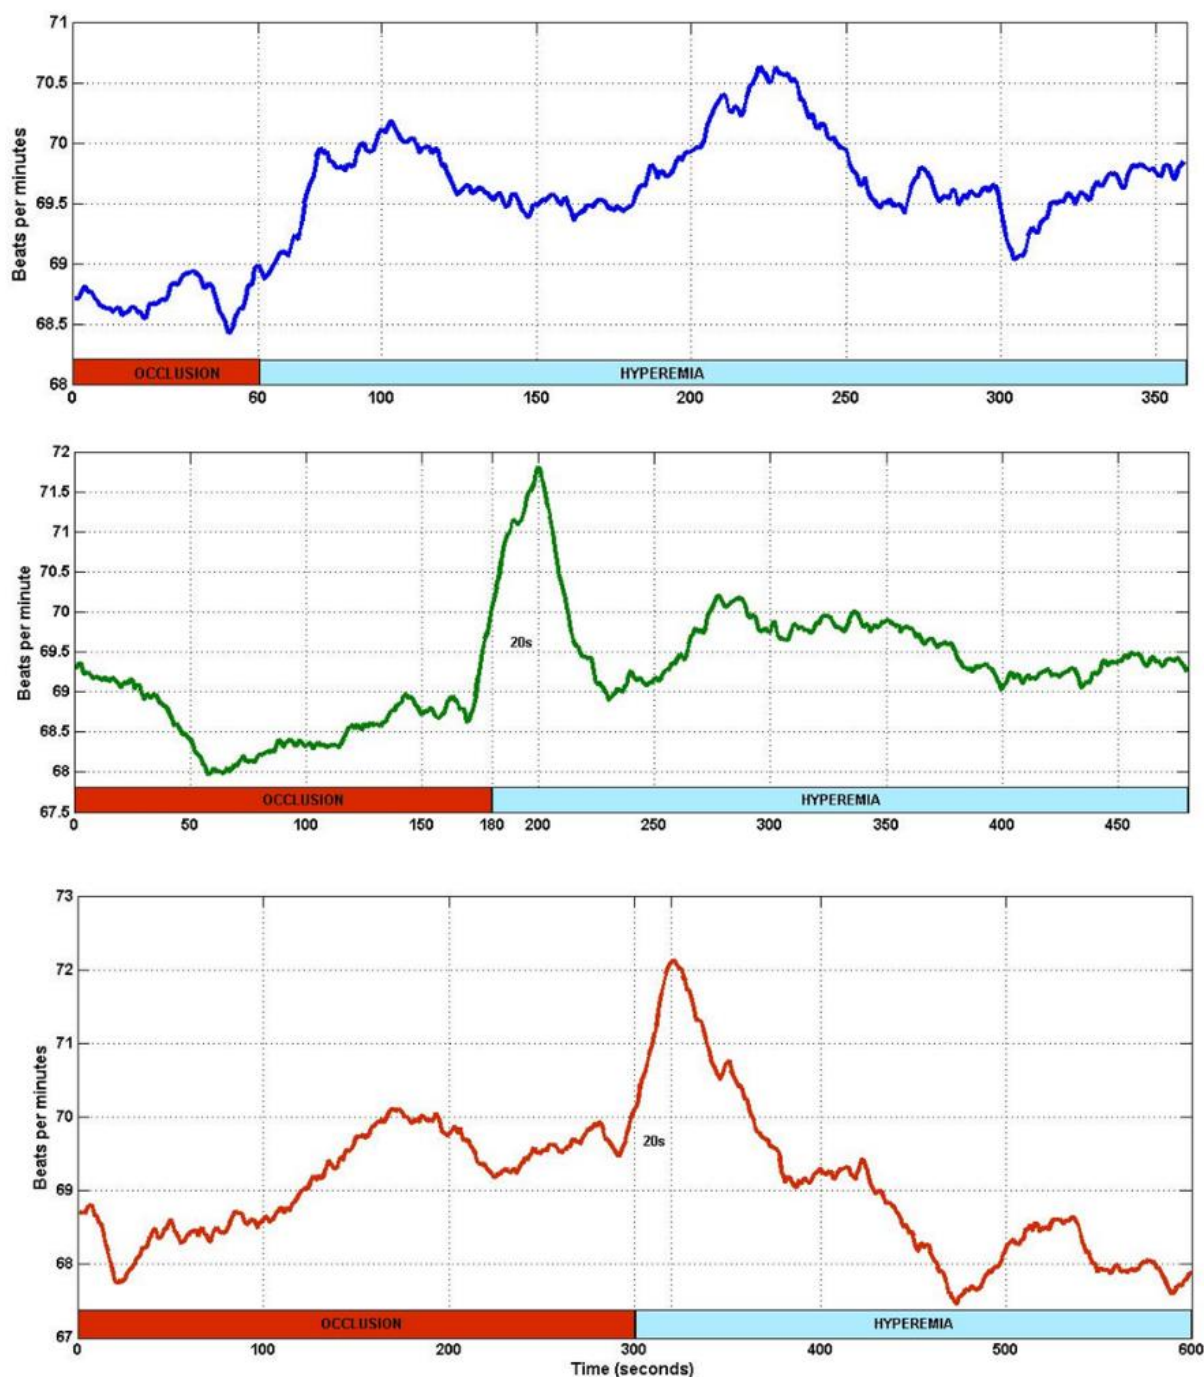 71
70.5
70
69.5
69
68.5
68
Beats per minutes
OCCLUSION
HYPEREMIA
0 60 100 150 200 250 300 350
72
71.5
71
70.5
70
69.5
69
68.5
68
67.5
Beats per minute
20s
OCCLUSION
HYPEREMIA
0 50 100 150 180 200 250 300 350 400 450
73
72
71
70
69
68
67
Beats per minutes
20s
OCCLUSION
HYPEREMIA
0 100 200 300 400 500 600
Time (seconds)